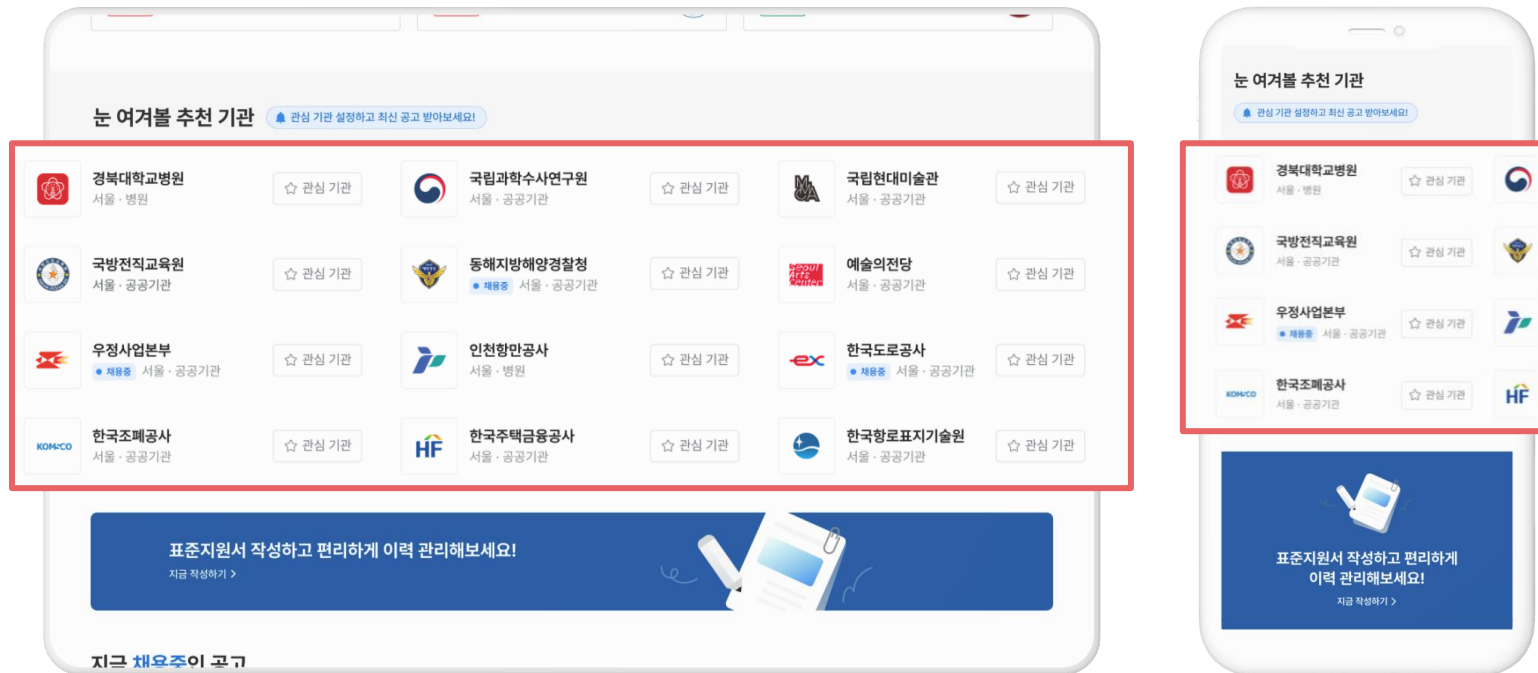 눈 여겨볼 추천 기관
관심 기관 설정하고 최신 공고 받아보세요!
경북대학교병원
서울 · 병원
관심 기관
국립과학수사연구원
서울 · 공공기관
관심 기관
MMCA
국립현대미술관
서울 · 공공기관
관심 기관
국방전직교육원
서울 · 공공기관
관심 기관
동해지방해양경찰청
채용중 서울 · 공공기관
관심 기관
Seoul
Arts
Center
예술의전당
서울 · 공공기관
관심 기관
우정사업본부
채용중 서울 · 공공기관
관심 기관
인천항만공사
서울 · 병원
관심 기관
ex
한국도로공사
채용중 서울 · 공공기관
관심 기관
KOMSCO
한국조폐공사
서울 · 공공기관
관심 기관
HF
한국주택금융공사
서울 · 공공기관
관심 기관
한국항로표지기술원
서울 · 공공기관
관심 기관
표준지원서 작성하고 편리하게 이력 관리해보세요!
지금 작성하기 >
지금 채용중인 공고
눈 여겨볼 추천 기관
관심 기관 설정하고 최신 공고 받아보세요!
경북대학교병원
서울 · 병원
관심 기관
국방전직교육원
서울 · 공공기관
관심 기관
우정사업본부
채용중 서울 · 공공기관
관심 기관
KOMSCO
한국조폐공사
서울 · 공공기관
관심 기관
HF
표준지원서 작성하고 편리하게
이력 관리해보세요!
지금 작성하기 >